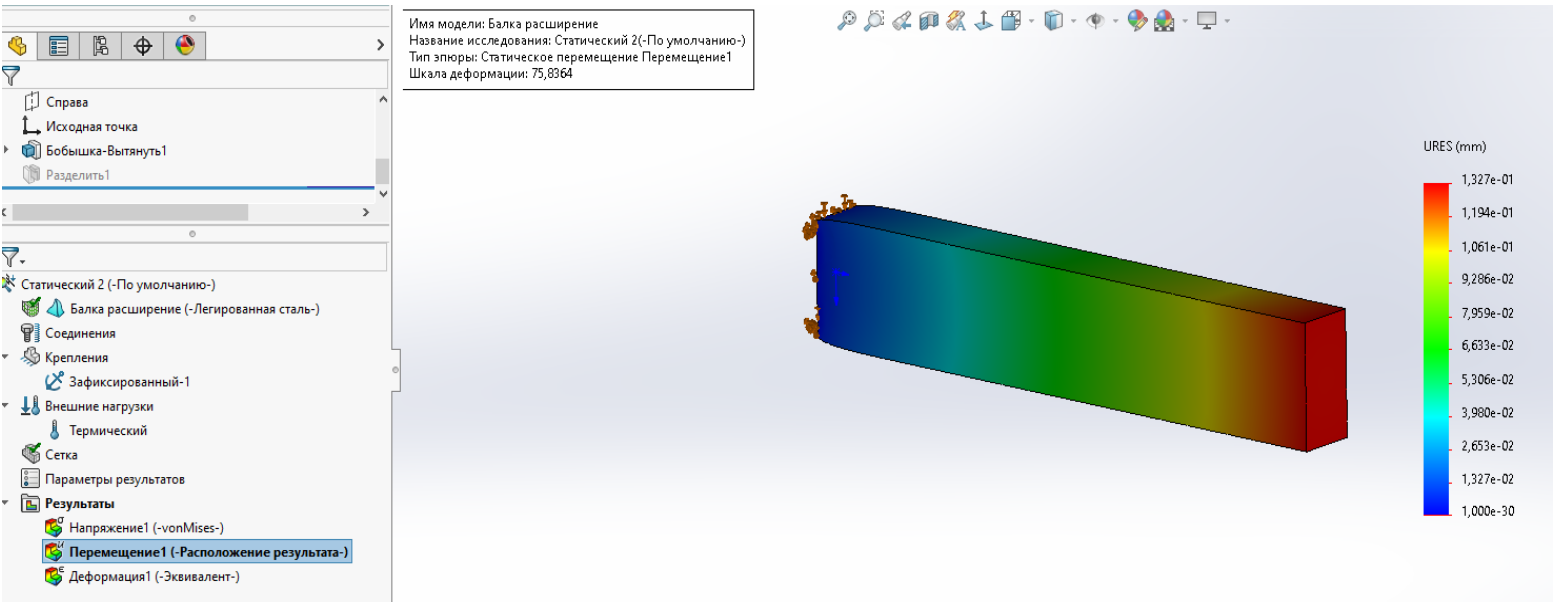 Имя модели: Балка расширение
Название исследования: Статический 2(-По умолчанию-)
Тип эпюры: Статическое перемещение Перемещение1
Шкала деформации: 75,8364
Справа
Исходная точка
Бобышка-Вытянуть1
Разделить1
Статический 2 (-По умолчанию-)
Балка расширение (-Легированная сталь-)
Соединения
Крепления
Зафиксированный-1
Внешние нагрузки
Термический
Сетка
Параметры результатов
Результаты
Напряжение1 (-vonMises-)
Перемещение1 (-Расположение результата-)
Деформация1 (-Эквивалент-)
URES (mm)
1,327e-01
1,194e-01
1,061e-01
9,286e-02
7,959e-02
6,633e-02
5,306e-02
3,980e-02
2,653e-02
1,327e-02
1,000e-30